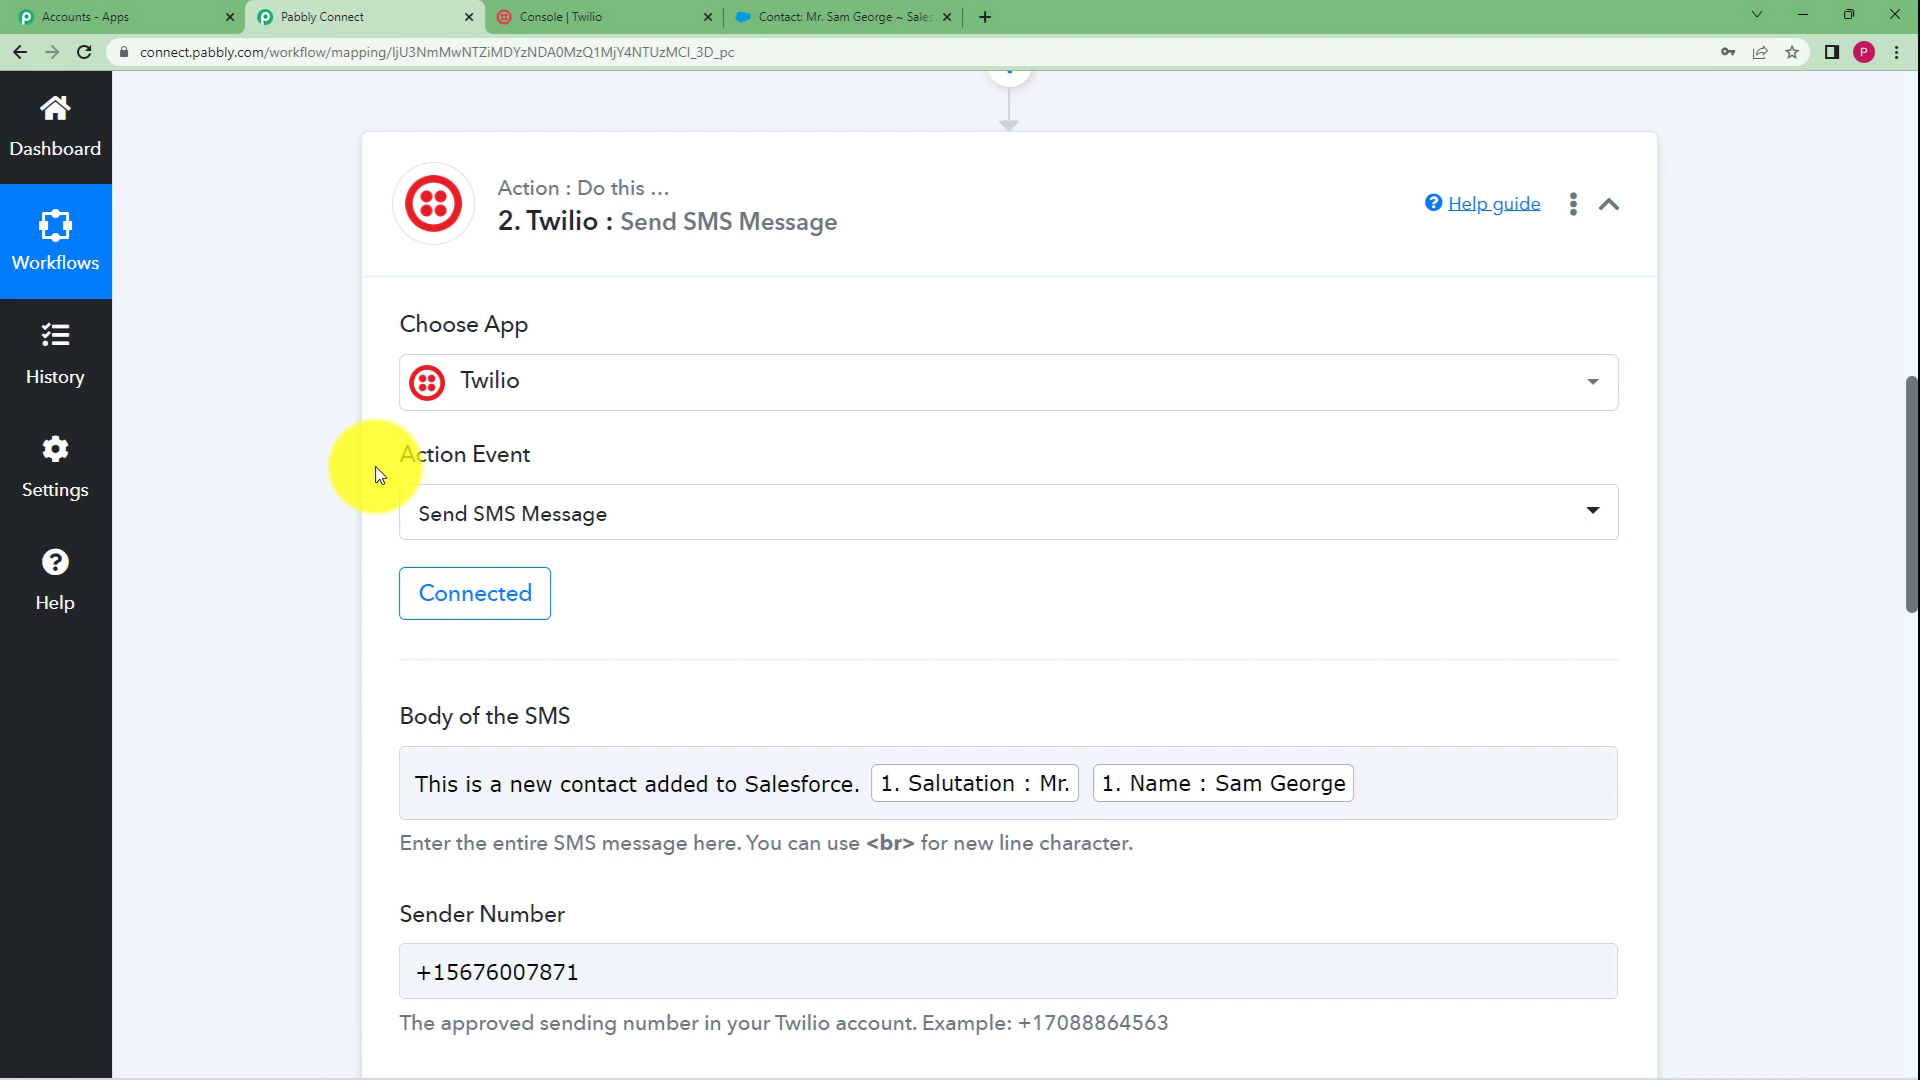 Accounts - Apps
Pabbly Connect
Console | Twilio
Contact: Mr. Sam George ~ Sales
connect.pabbly.com/workflow/mapping/IjU3NmMwNTZiMDYzNDA0MzQ1MjY4NTUzMCI_3D_pc
P
Dashboard
Workflows
History
Settings
Help
Action : Do this ...
2. Twilio : Send SMS Message
Help guide
Choose App
Twilio
Action Event
Send SMS Message
Connected
Body of the SMS
This is a new contact added to Salesforce. 1. Salutation : Mr. 1. Name : Sam George
Enter the entire SMS message here. You can use <br> for new line character.
Sender Number
+15676007871
The approved sending number in your Twilio account. Example: +17088864563